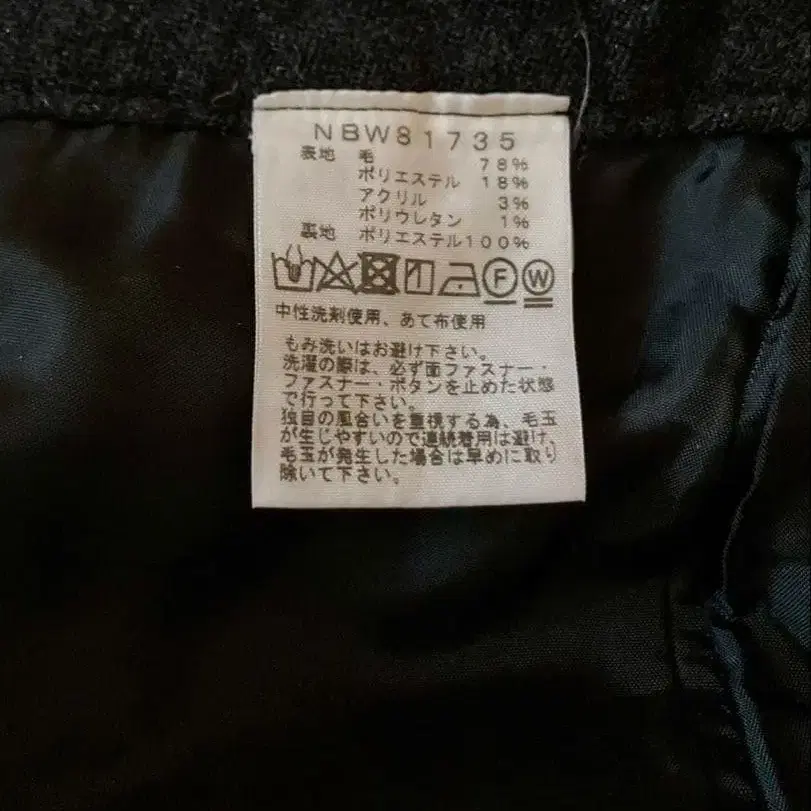 NBW81735
表地 毛 78%
ポリエステル 18%
アクリル 3%
ポリウレタン 1%
裏地 ポリエステル100%
F W
中性洗剤使用、あて布使用
もみ洗いはお避け下さい。
洗濯の際は、必ず面ファスナー・
ファスナー・ボタンを止めた状態
で行って下さい。
独自の風合いを重視する為、毛玉
が生じやすいので連続着用は避け、
毛玉が発生した場合は早めに取り
除いて下さい。